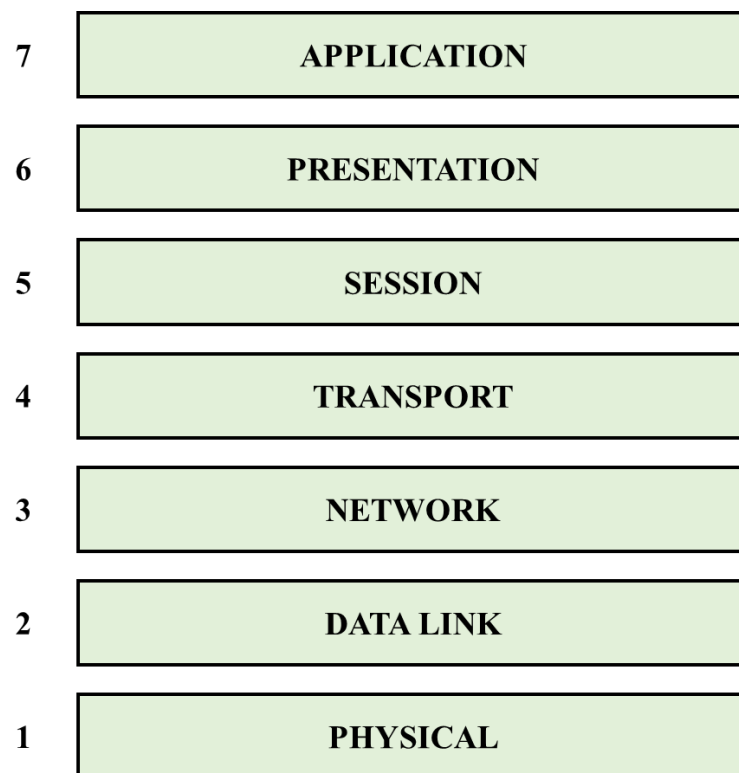 7 APPLICATION
6 PRESENTATION
5 SESSION
4 TRANSPORT
3 NETWORK
2 DATA LINK
1 PHYSICAL